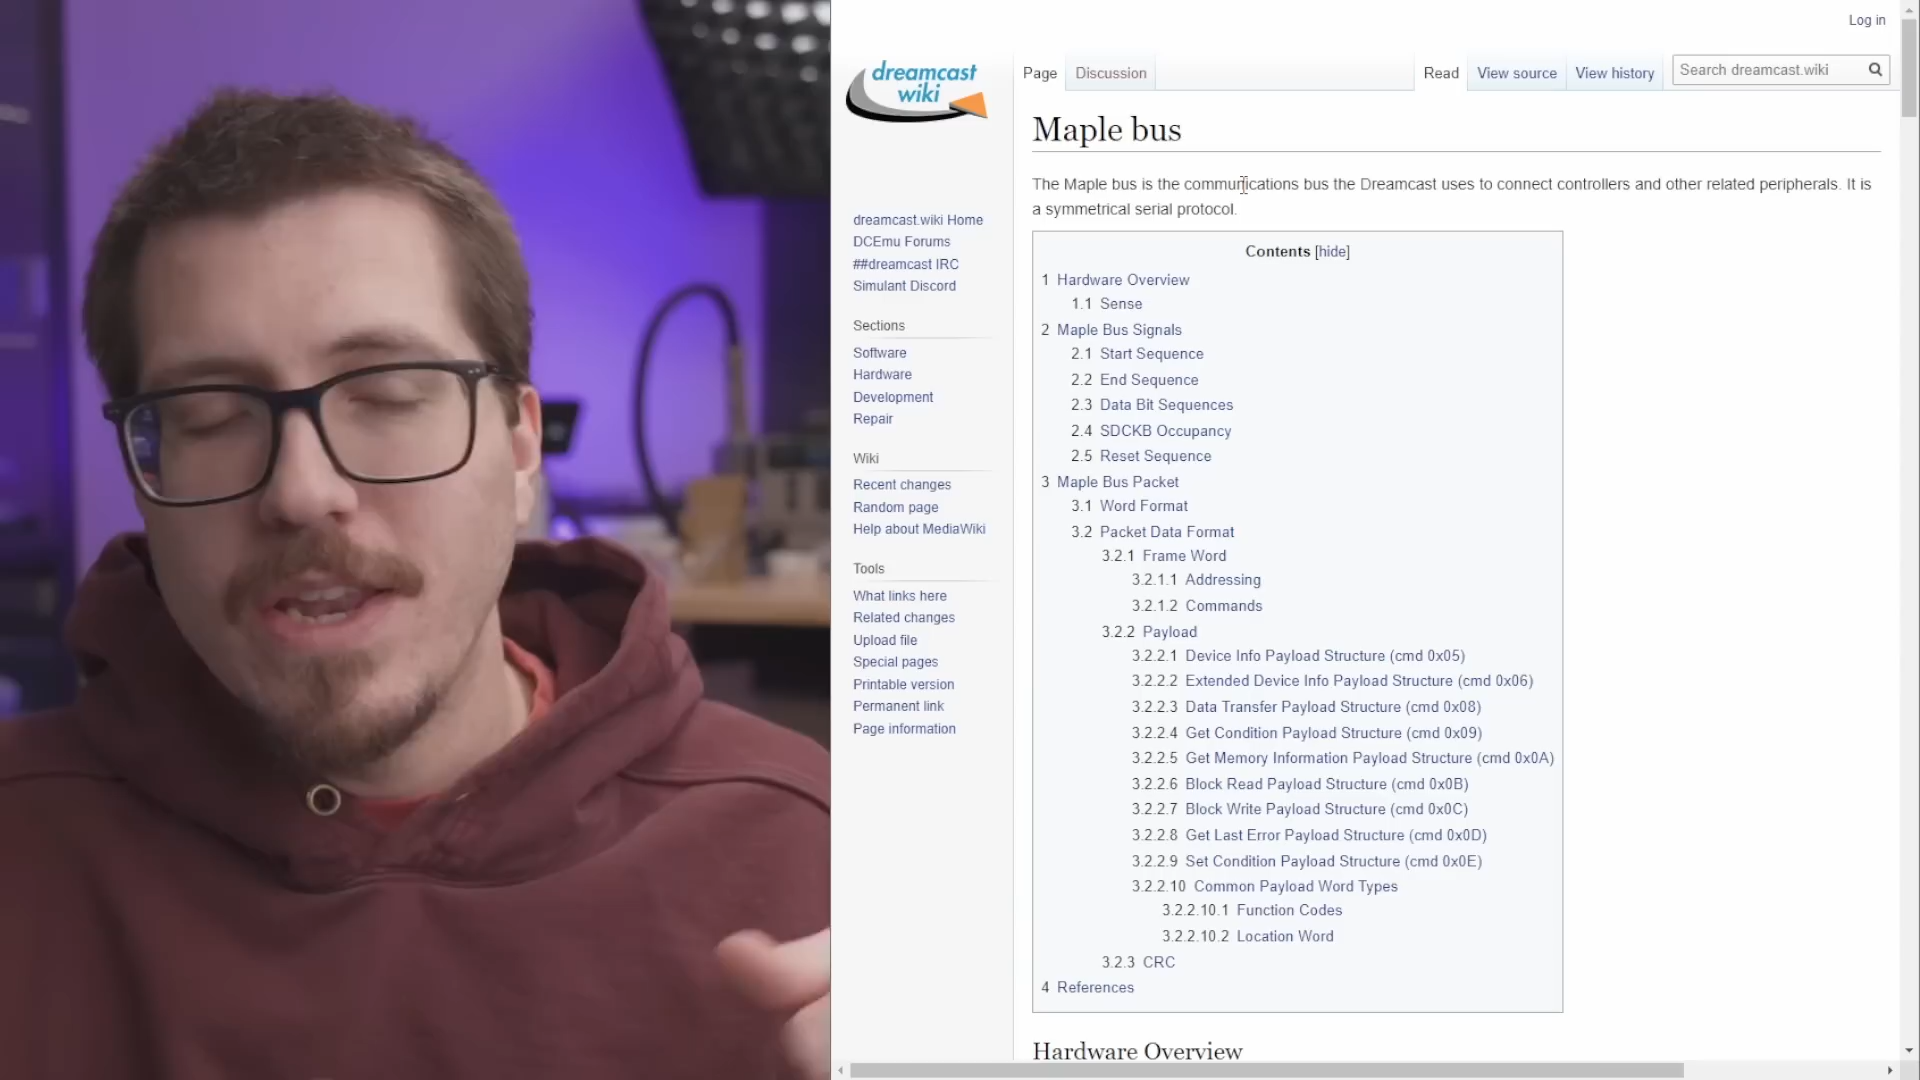 Log in
dreamcast
wiki
Page
Discussion
Read
View source
View history
Search dreamcast.wiki
Maple bus
The Maple bus is the communications bus the Dreamcast uses to connect controllers and other related peripherals. It is
a symmetrical serial protocol.
dreamcast.wiki Home
DCEmu Forums
##dreamcast IRC
Simulant Discord
Sections
Software
Hardware
Development
Repair
Wiki
Recent changes
Random page
Help about MediaWiki
Tools
What links here
Related changes
Upload file
Special pages
Printable version
Permanent link
Page information
Contents [hide]
1 Hardware Overview
1.1 Sense
2 Maple Bus Signals
2.1 Start Sequence
2.2 End Sequence
2.3 Data Bit Sequences
2.4 SDCKB Occupancy
2.5 Reset Sequence
3 Maple Bus Packet
3.1 Word Format
3.2 Packet Data Format
3.2.1 Frame Word
3.2.1.1 Addressing
3.2.1.2 Commands
3.2.2 Payload
3.2.2.1 Device Info Payload Structure (cmd 0x05)
3.2.2.2 Extended Device Info Payload Structure (cmd 0x06)
3.2.2.3 Data Transfer Payload Structure (cmd 0x08)
3.2.2.4 Get Condition Payload Structure (cmd 0x09)
3.2.2.5 Get Memory Information Payload Structure (cmd 0x0A)
3.2.2.6 Block Read Payload Structure (cmd 0x0B)
3.2.2.7 Block Write Payload Structure (cmd 0x0C)
3.2.2.8 Get Last Error Payload Structure (cmd 0x0D)
3.2.2.9 Set Condition Payload Structure (cmd 0x0E)
3.2.2.10 Common Payload Word Types
3.2.2.10.1 Function Codes
3.2.2.10.2 Location Word
3.2.3 CRC
4 References
Hardware Overview